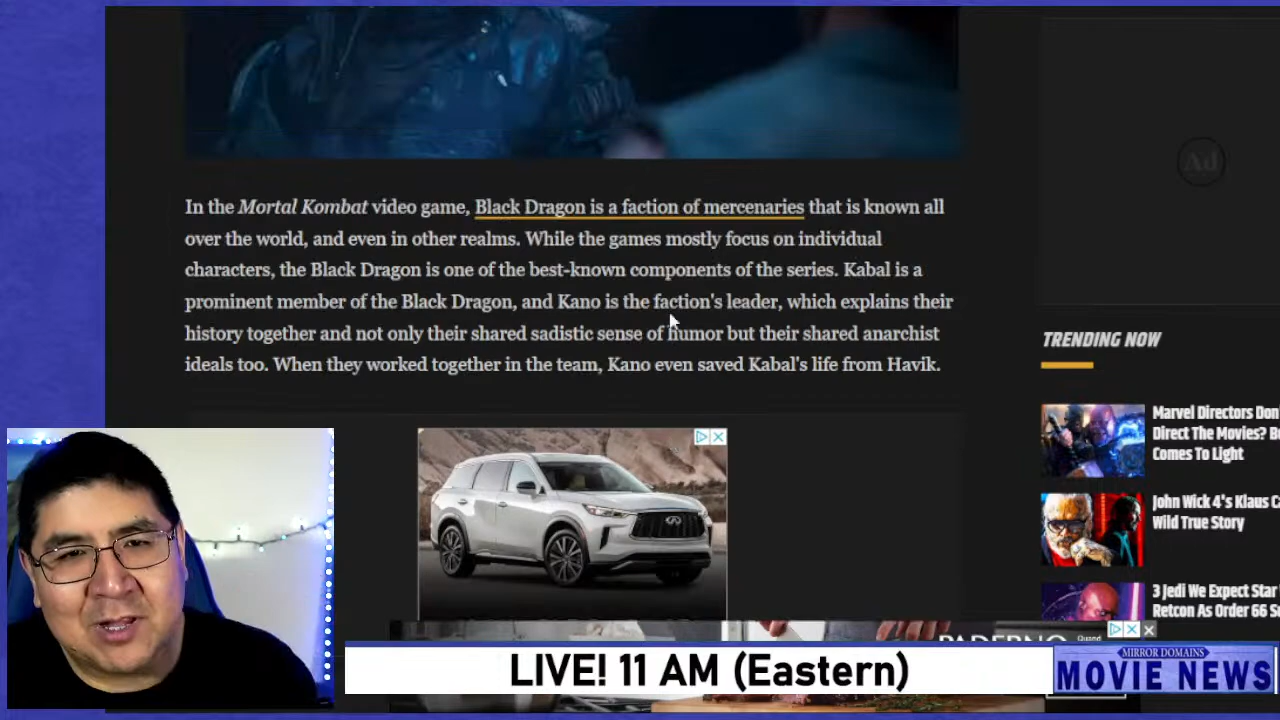 In the Mortal Kombat video game, Black Dragon is a faction of mercenaries that is known all
over the world, and even in other realms. While the games mostly focus on individual
characters, the Black Dragon is one of the best-known components of the series. Kabal is a
prominent member of the Black Dragon, and Kano is the faction's leader, which explains their
history together and not only their shared sadistic sense of humor but their shared anarchist
ideals too. When they worked together in the team, Kano even saved Kabal's life from Havik.
Ad
TRENDING NOW
Marvel Directors Don
Direct The Movies?
Comes To Light
John Wick 4's Klaus
Wild True Story
3 Jedi We Expect Star
Retcon As Order 66
PADERNO
Quand
LIVE! 11 AM (Eastern)
MIRROR DOMAINS
MOVIE NEWS